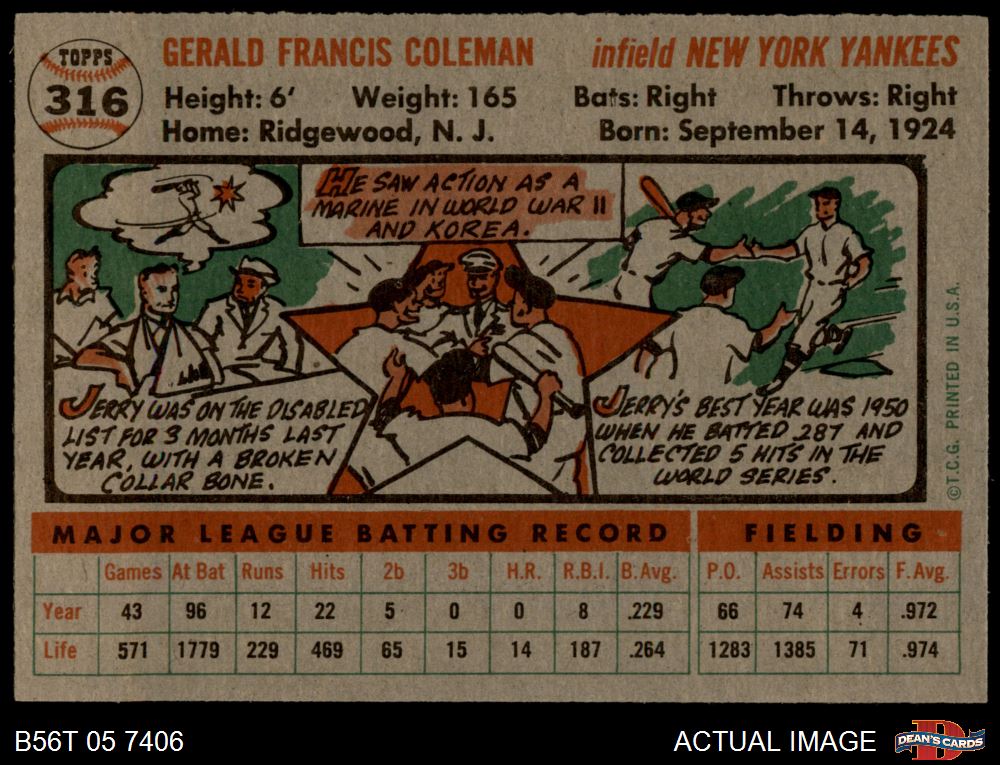 TOPPS
316
GERALD FRANCIS COLEMAN
infield NEW YORK YANKEES
Height: 6' Weight: 165 Bats: Right Throws: Right
Home: Ridgewood, N. J. Born: September 14, 1924
HE SAW ACTION AS A
MARINE IN WORLD WAR II
AND KOREA.
JERRY WAS ON THE DISABLED
LIST FOR 3 MONTHS LAST
YEAR, WITH A BROKEN
COLLAR BONE.
JERRY'S BEST YEAR WAS 1950
WHEN HE BATTED .287 AND
COLLECTED 5 HITS IN THE
WORLD SERIES.
©T.C.G. PRINTED IN U.S.A.
MAJOR LEAGUE BATTING RECORD FIELDING
Games At Bat Runs Hits 2b 3b H.R. R.B.I. B.Avg. P.O. Assists Errors F.Avg.
Year 43 96 12 22 5 0 0 8 .229 66 74 4 .972
Life 571 1779 229 469 65 15 14 187 .264 1283 1385 71 .974
B56T 05 7406
ACTUAL IMAGE
DEAN'S CARDS